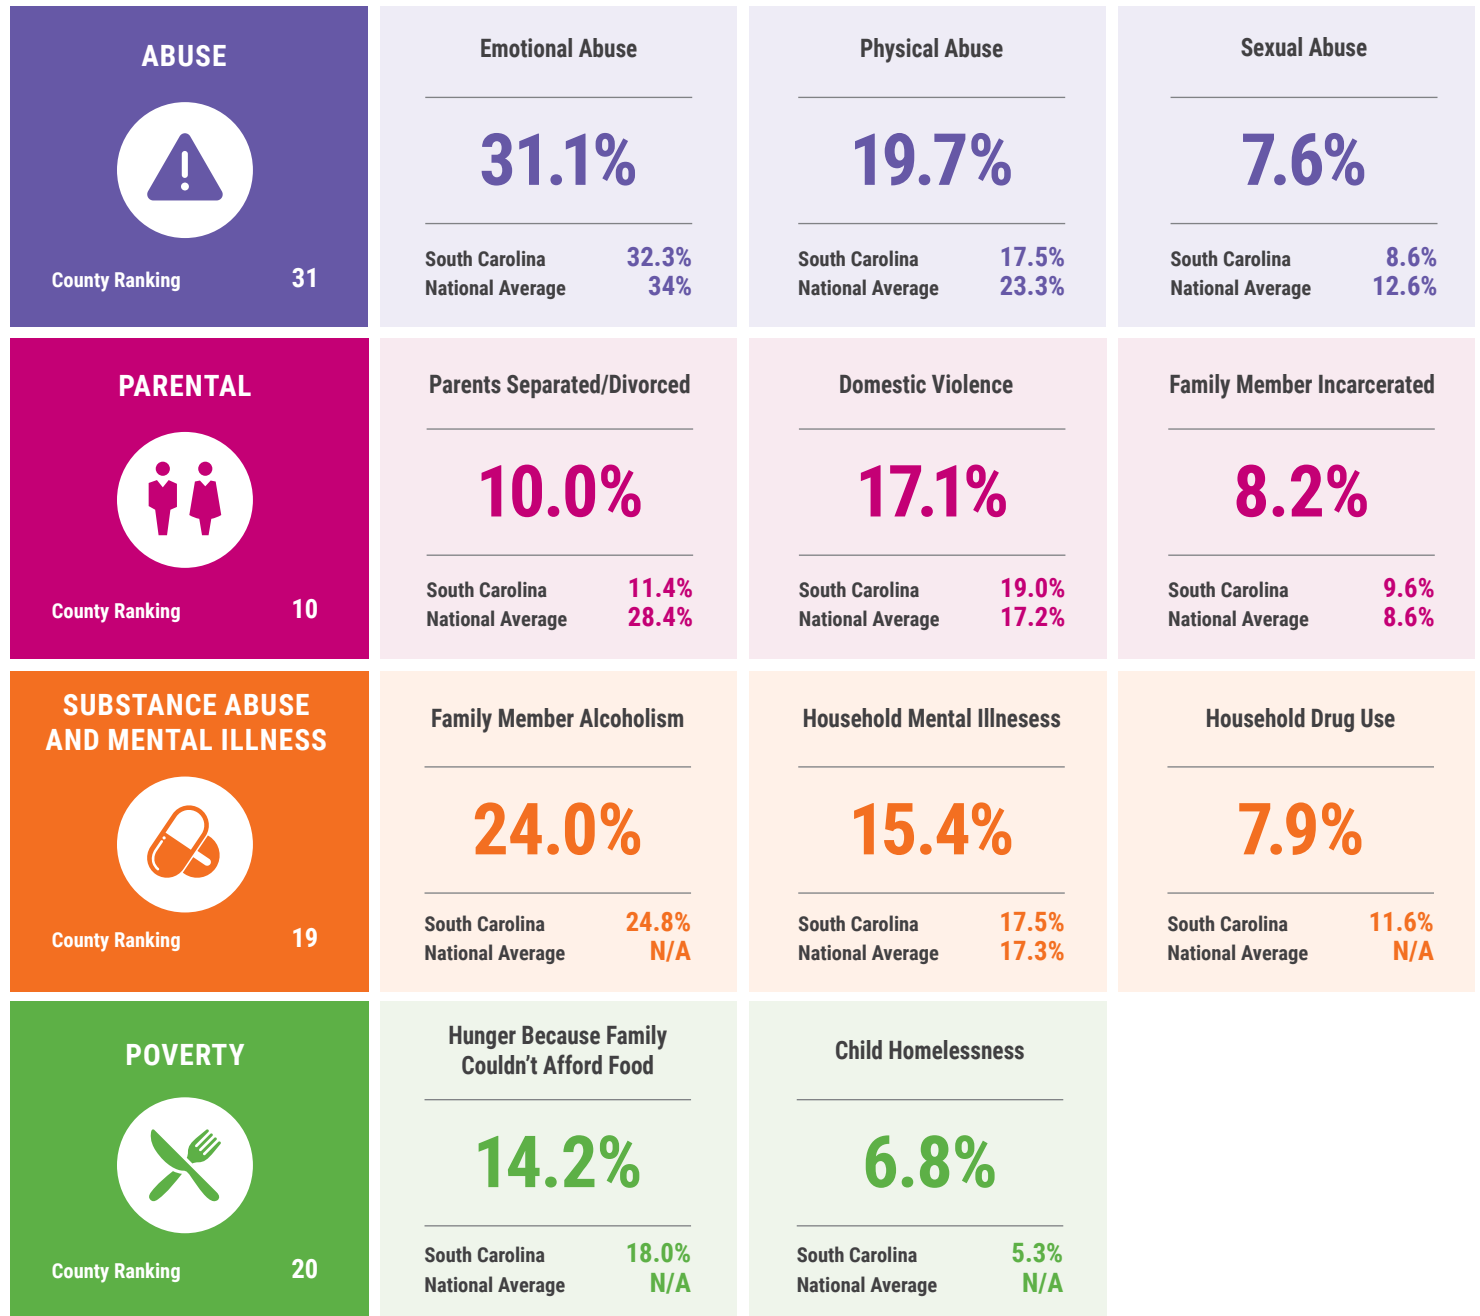 ABUSE
County Ranking 31
Emotional Abuse
31.1%
South Carolina 32.3%
National Average 34%
Physical Abuse
19.7%
South Carolina 17.5%
National Average 23.3%
Sexual Abuse
7.6%
South Carolina 8.6%
National Average 12.6%
PARENTAL
County Ranking 10
Parents Separated/Divorced
10.0%
South Carolina 11.4%
National Average 28.4%
Domestic Violence
17.1%
South Carolina 19.0%
National Average 17.2%
Family Member Incarcerated
8.2%
South Carolina 9.6%
National Average 8.6%
SUBSTANCE ABUSE
AND MENTAL ILLNESS
County Ranking 19
Family Member Alcoholism
24.0%
South Carolina 24.8%
National Average N/A
Household Mental Illnesess
15.4%
South Carolina 17.5%
National Average 17.3%
Household Drug Use
7.9%
South Carolina 11.6%
National Average N/A
POVERTY
County Ranking 20
Hunger Because Family
Couldn't Afford Food
14.2%
South Carolina 18.0%
National Average N/A
Child Homelessness
6.8%
South Carolina 5.3%
National Average N/A